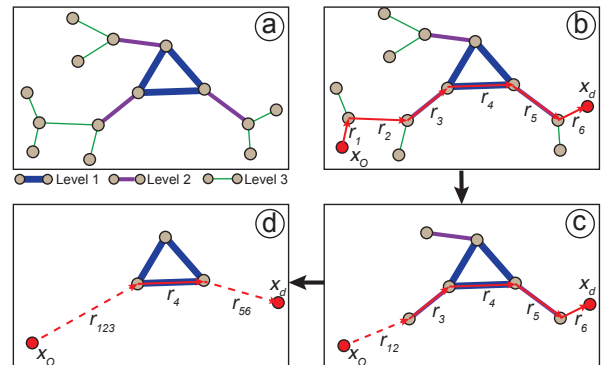 a
b
x_d
r_1
r_2
r_3
r_4
r_5
r_6
x_O
Level 1 Level 2 Level 3
d
r_4
x_d
r_123
r_56
x_O
c
x_d
r_12
r_3
r_4
r_5
r_6
x_O